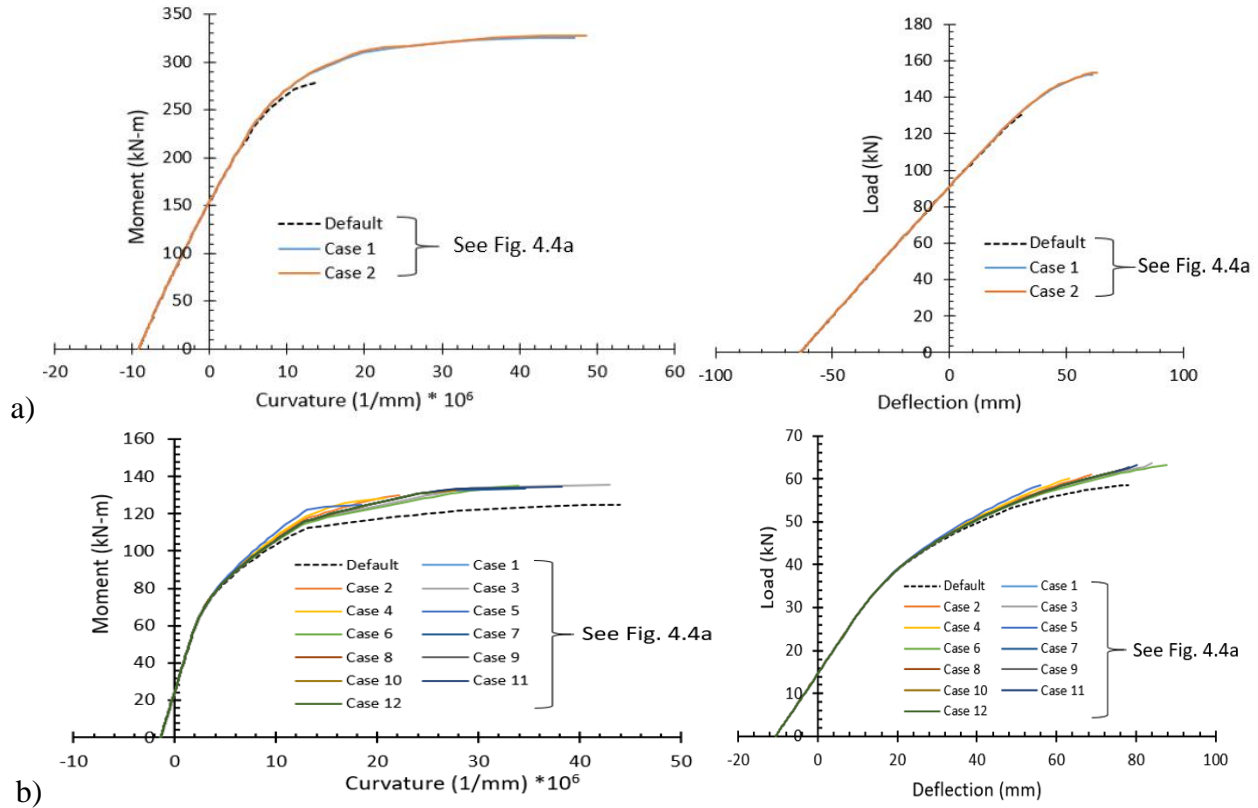 350
300
250
200
150
100
50
0
-20
-10
0
10
20
30
40
50
60
Moment (kN-m)
Curvature (1/mm) * 10⁶
Default
Case 1
Case 2
See Fig. 4.4a
180
160
140
120
100
80
60
40
20
0
-100
-50
0
50
100
Load (kN)
Deflection (mm)
Default
Case 1
Case 2
See Fig. 4.4a
a)
160
140
120
100
80
60
40
20
0
-10
0
10
20
30
40
50
Moment (kN-m)
Curvature (1/mm) *10⁶
Default
Case 1
Case 2
Case 3
Case 4
Case 5
Case 6
Case 7
Case 8
Case 9
Case 10
Case 11
Case 12
See Fig. 4.4a
70
60
50
40
30
20
10
0
-20
0
20
40
60
80
100
Load (kN)
Deflection (mm)
Default
Case 1
Case 2
Case 3
Case 4
Case 5
Case 6
Case 7
Case 8
Case 9
Case 10
Case 11
Case 12
See Fig. 4.4a
b)